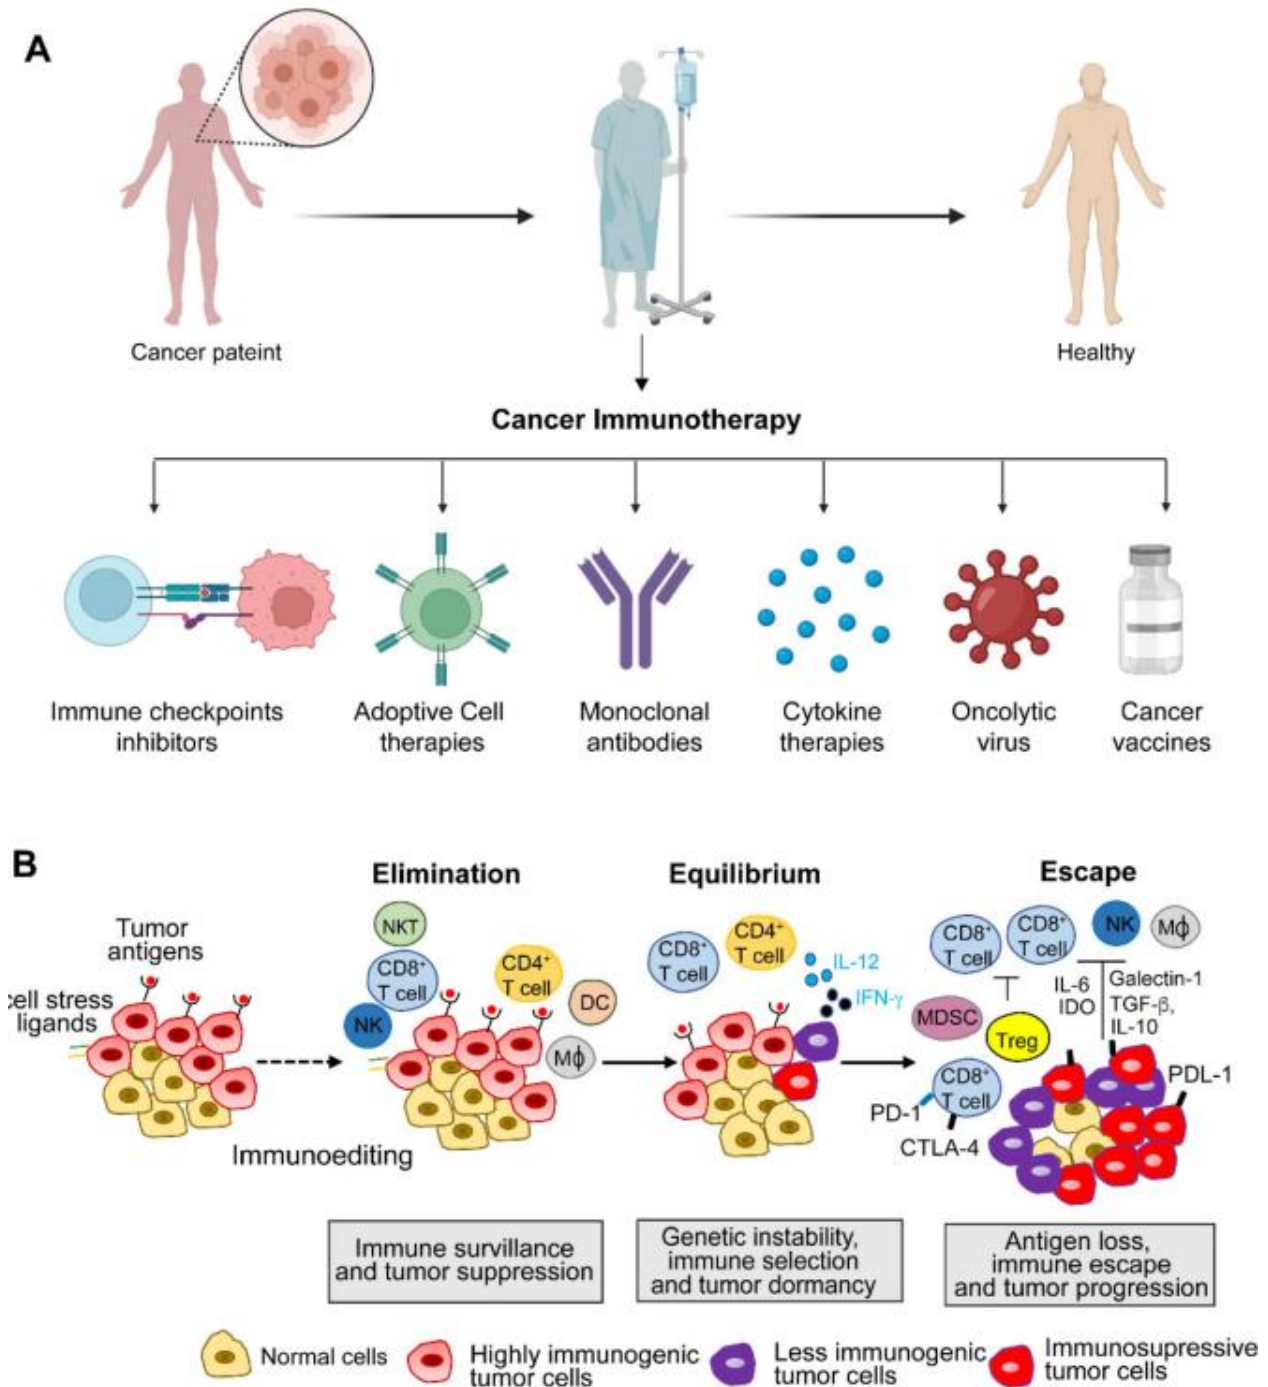 A
Cancer pateint
Healthy
Cancer Immunotherapy
Immune checkpoints
inhibitors
Adoptive Cell
therapies
Monoclonal
antibodies
Cytokine
therapies
Oncolytic
virus
Cancer
vaccines
B
Elimination
Equilibrium
Escape
Tumor
antigens
cell stress
ligands
Immunoediting
NKT
CD8+
T cell
NK
CD4+
T cell
DC
Mϕ
CD8+
T cell
CD4+
T cell
IL-12
IFN-γ
CD8+
T cell
CD8+
T cell
NK
Mϕ
MDSC
Treg
IL-6
IDO
Galectin-1
TGF-β,
IL-10
CD8+
T cell
PD-1
CTLA-4
PDL-1
Immune survillance
and tumor suppression
Genetic instability,
immune selection
and tumor dormancy
Antigen loss,
immune escape
and tumor progression
Normal cells
Highly immunogenic
tumor cells
Less immunogenic
tumor cells
Immunosupressive
tumor cells